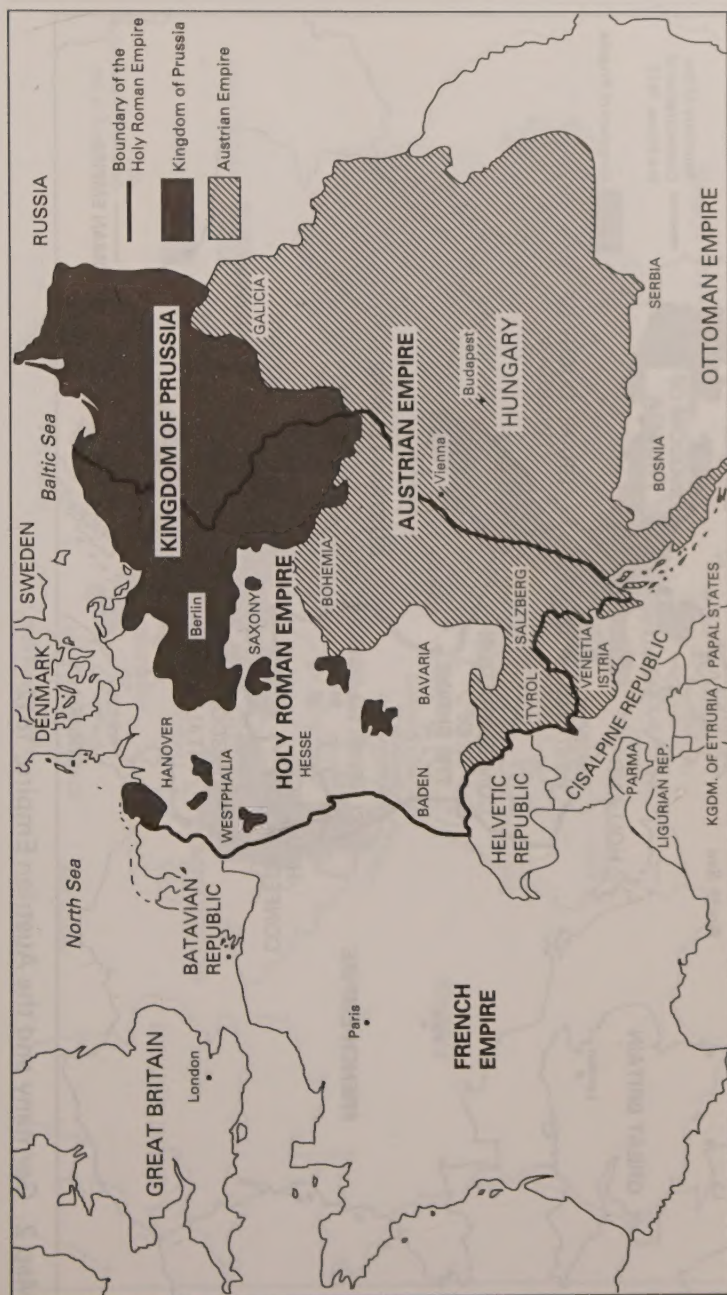 RUSSIA
Boundary of the
Holy Roman Empire
Kingdom of Prussia
Austrian Empire
Baltic Sea
SWEDEN
DENMARK
North Sea
KINGDOM OF PRUSSIA
Berlin
HANOVER
WESTPHALIA
SAXONY
HOLY ROMAN EMPIRE
HESSE
BOHEMIA
GALICIA
GREAT BRITAIN
London
BATAVIAN
REPUBLIC
Paris
FRENCH
EMPIRE
BADEN
BAVARIA
AUSTRIAN EMPIRE
Vienna
Budapest
HUNGARY
SALZBERG
TYROL
VENETIA
ISTRIA
HELVETIC
REPUBLIC
CISALPINE REPUBLIC
PARMA
LIGURIAN REP.
KGDM. OF ETRURIA
PAPAL STATES
BOSNIA
SERBIA
OTTOMAN EMPIRE